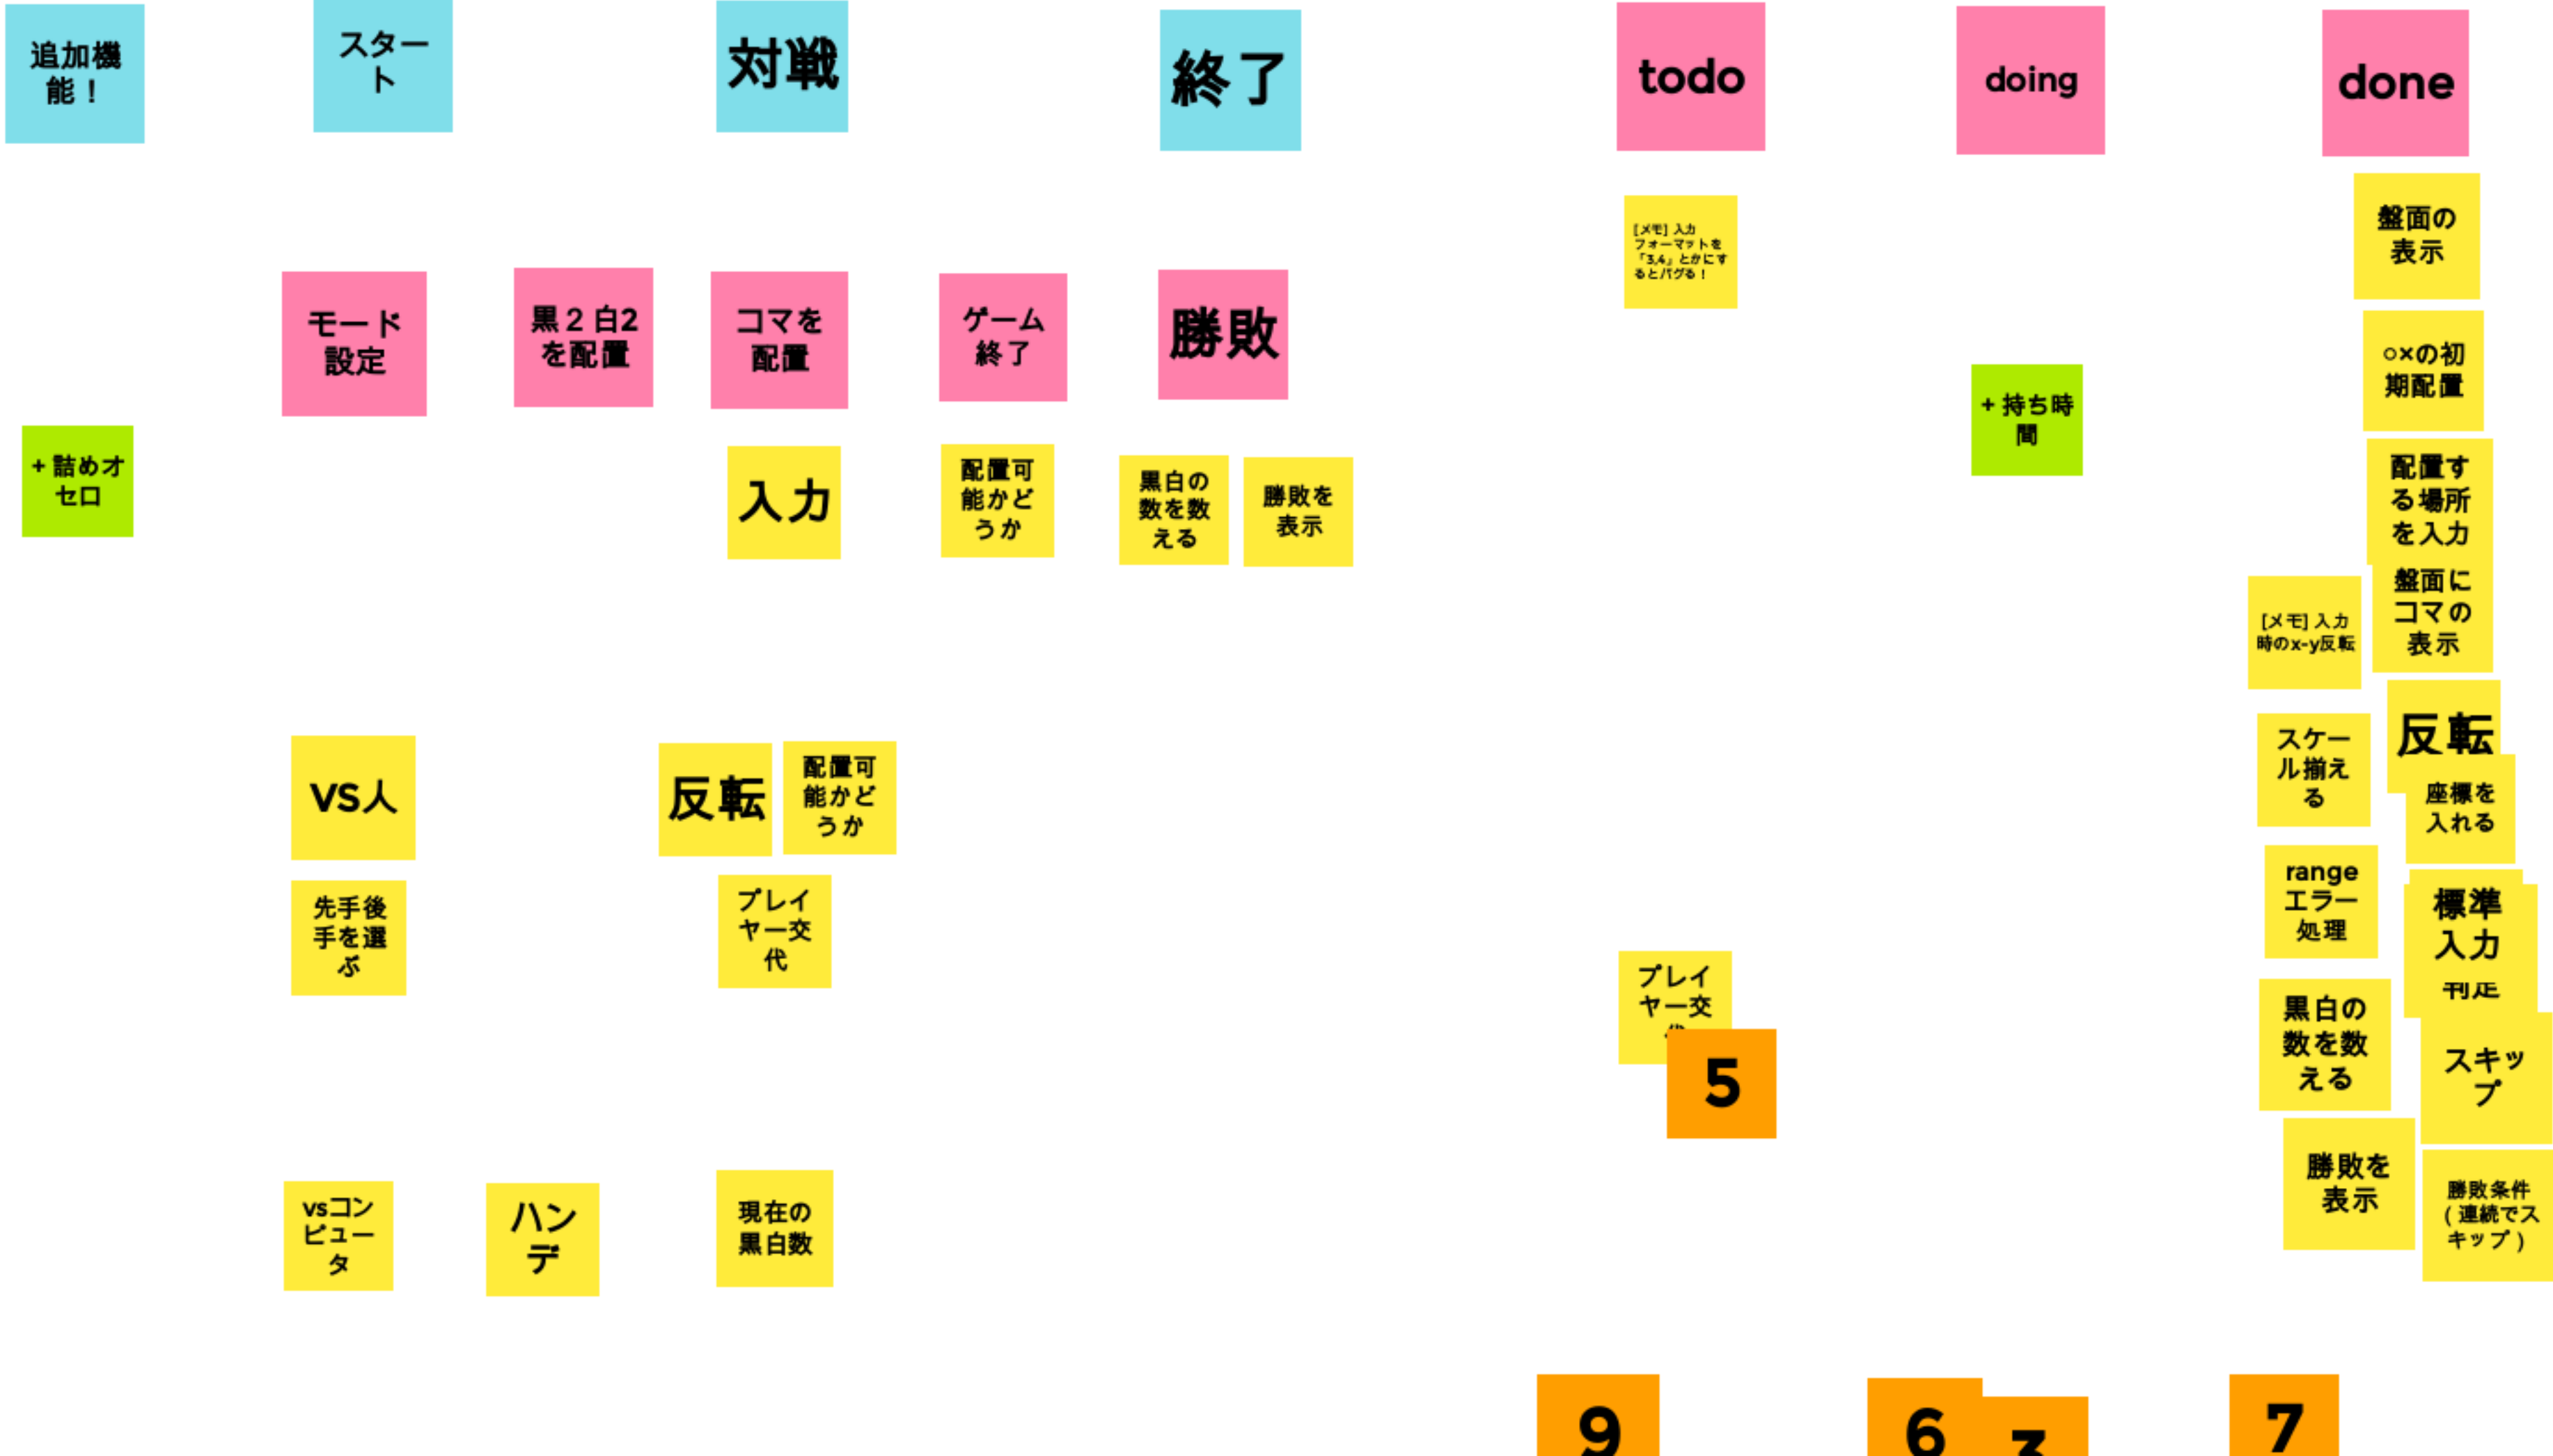 追加機
能！
スター
ト
対戦
終了
todo
doing
done
モード
設定
黒２白2
を配置
コマを
配置
ゲーム
終了
勝敗
+ 詰めオ
セロ
入力
配置可
能かど
うか
黒白の
数を数
える
勝敗を
表示
VS人
先手後
手を選
ぶ
反転
配置可
能かど
うか
プレイ
ヤー交
代
vsコン
ピュー
タ
ハン
デ
現在の
黒白数
[メモ] 入力
フォーマットを
「3,4」とかにす
るとバグる！
プレイ
ヤー交
5
+ 持ち時
間
盤面の
表示
○×の初
期配置
配置す
る場所
を入力
盤面に
コマの
表示
[メモ] 入力
時のx-y反転
反転
スケー
ル揃え
る
座標を
入れる
range
エラー
処理
標準
入力
判定
黒白の
数を数
える
スキッ
プ
勝敗を
表示
勝敗条件
（連続でス
キップ）
9
6
3
7